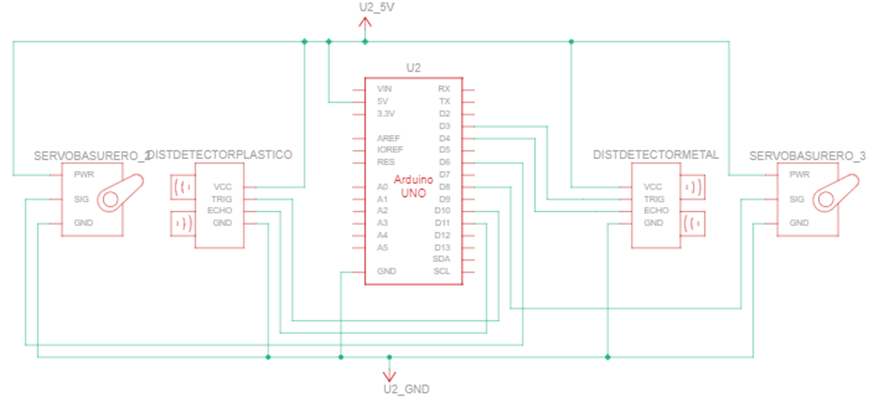 U2_5V
U2
SERVOBASURERO_2
PWR
SIG
GND
DISTDETECTORPLASTICO
VCC
TRIG
ECHO
GND
VIN
5V
3.3V
AREF
IOREF
RES
A0
A1
A2
A3
A4
A5
GND
Arduino
UNO
RX
TX
D2
D3
D4
D5
D6
D7
D8
D9
D10
D11
D12
D13
SDA
SCL
DISTDETECTORMETAL
VCC
TRIG
ECHO
GND
SERVOBASURERO_3
PWR
SIG
GND
U2_GND